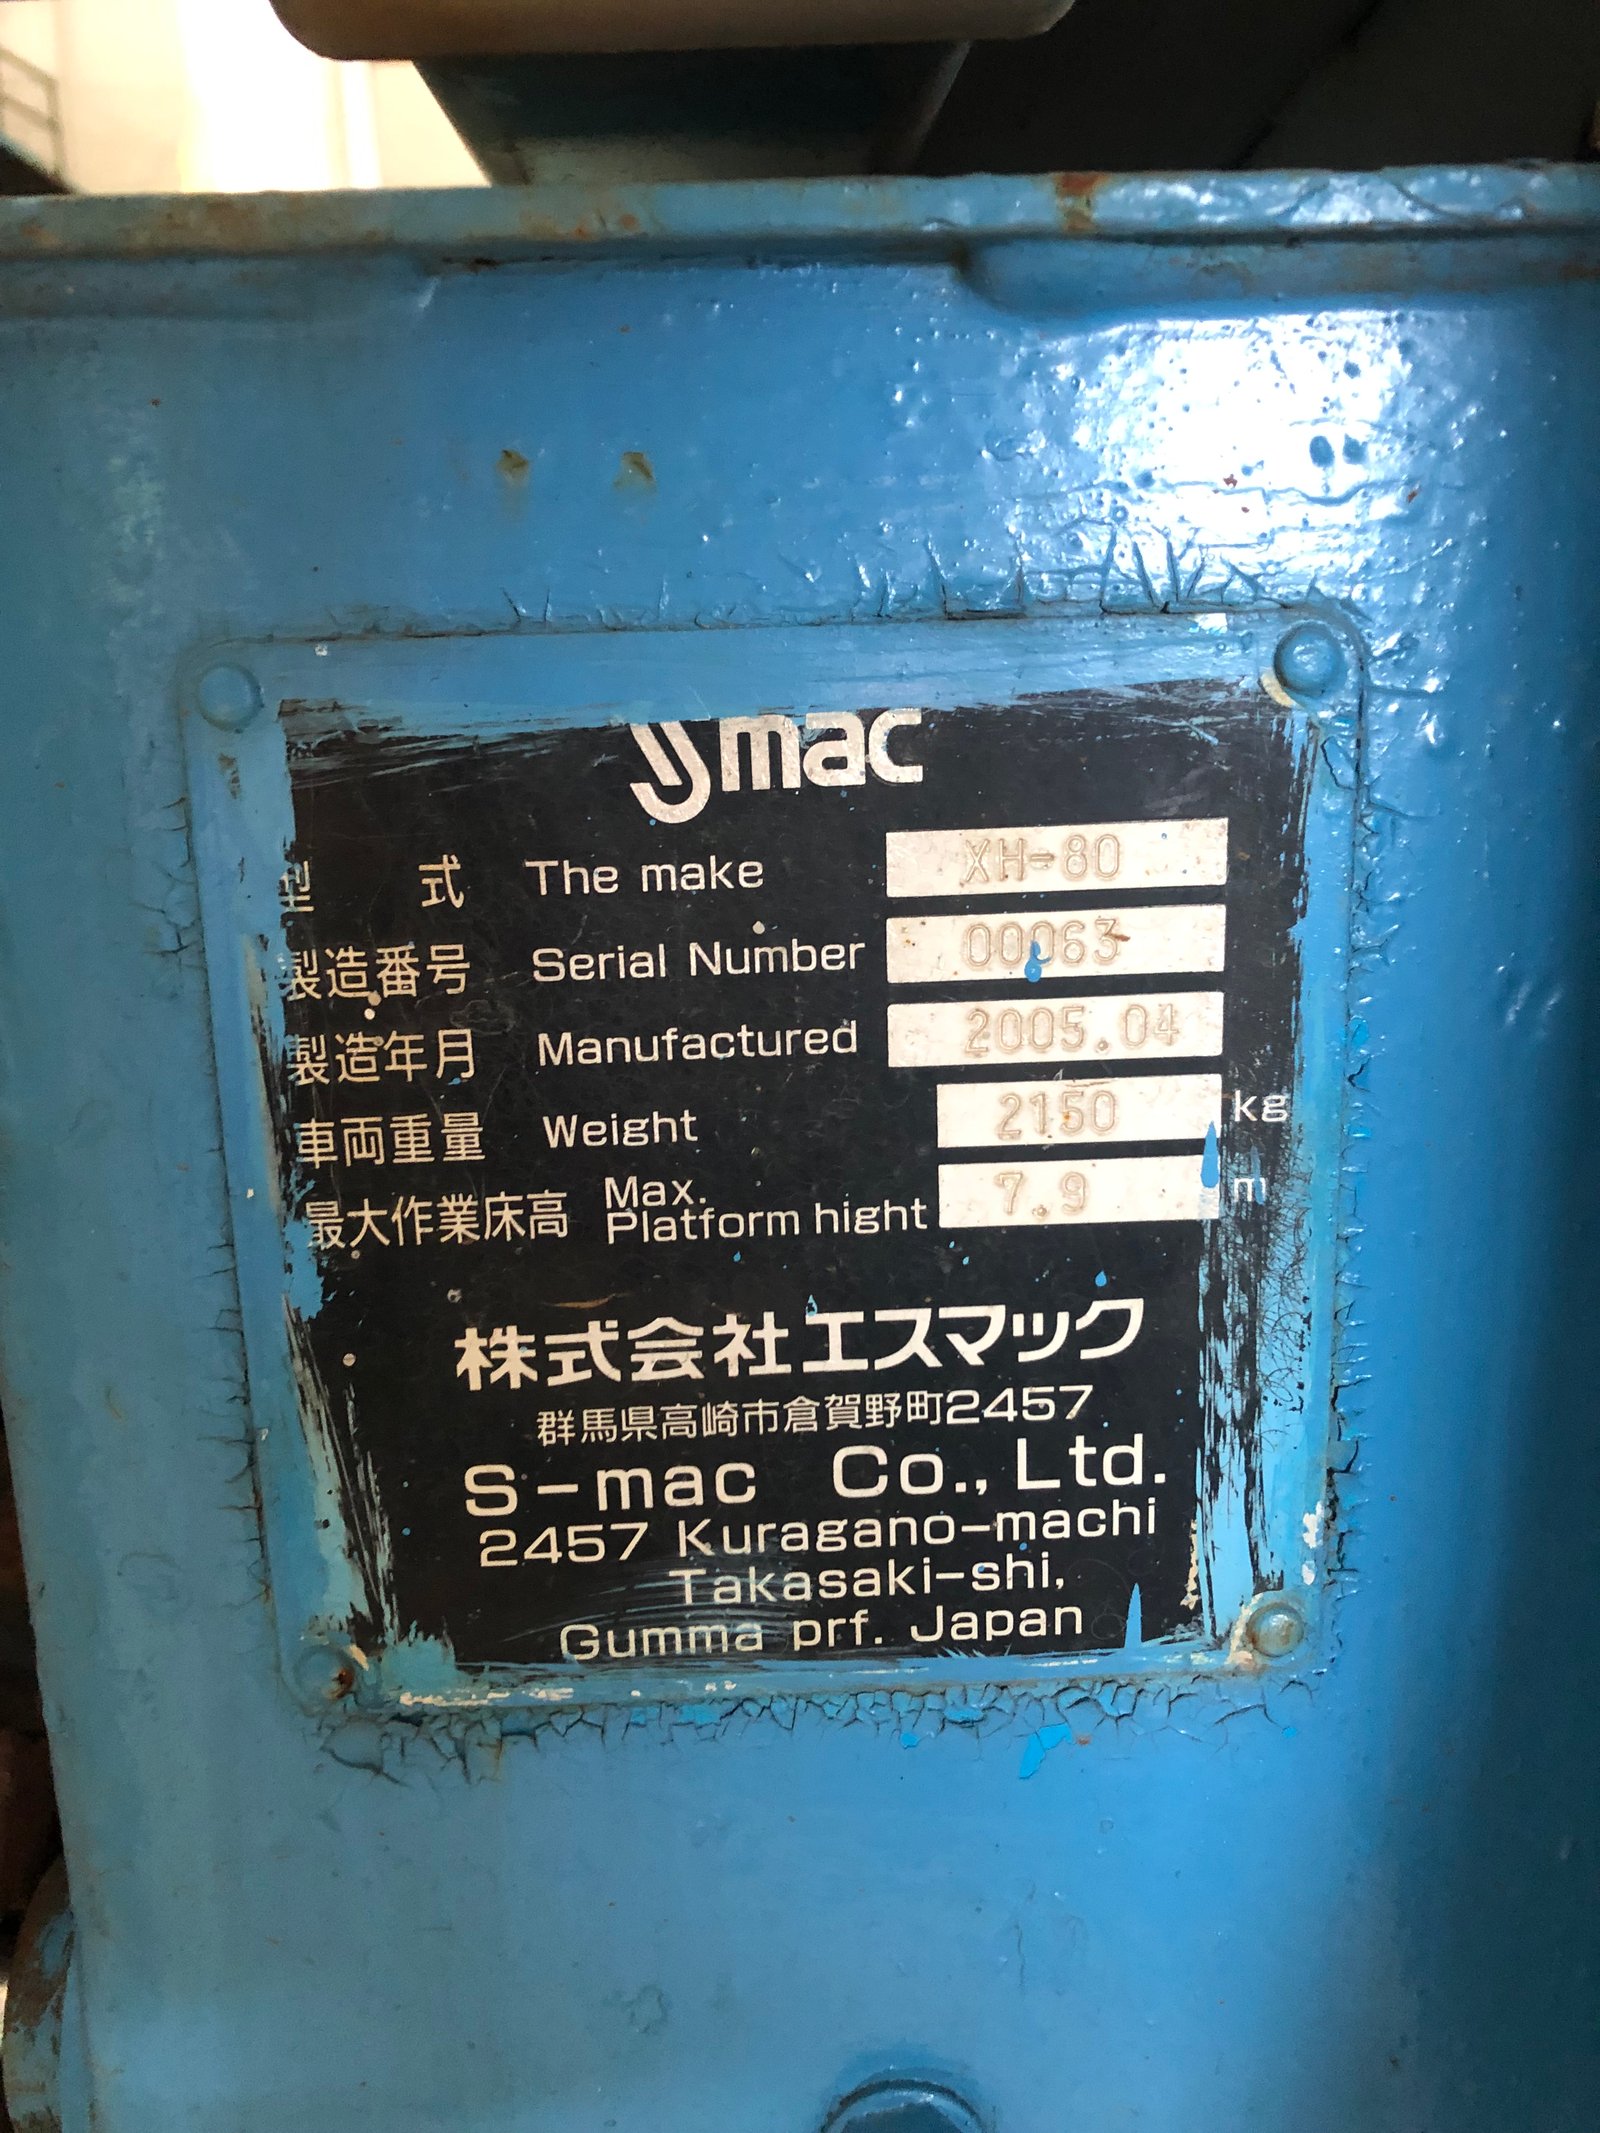 Smac
型 式 The make XH-80
製造番号 Serial Number 00063
製造年月 Manufactured 2005.04
車両重量 Weight 2150 kg
最大作業床高 Max. Platform hight 7.9 m
株式会社エスマック
群馬県高崎市倉賀野町2457
S-mac Co., Ltd.
2457 Kuragano-machi
Takasaki-shi,
Gumma prf. Japan